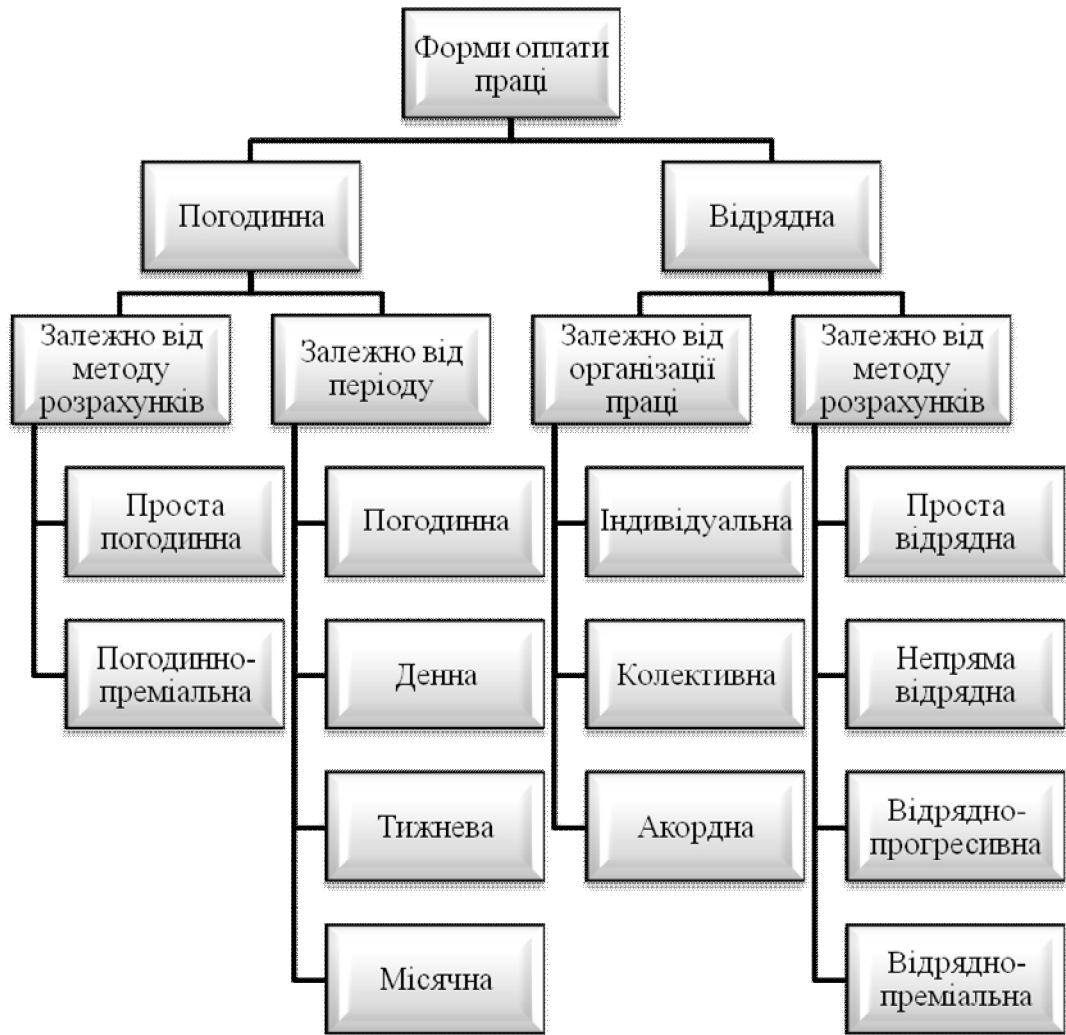 Форми оплати
праці
Погодинна
Відрядна
Залежно від
методу
розрахунків
Залежно від
періоду
Залежно від
організації
праці
Залежно від
методу
розрахунків
Проста
погодинна
Погодинно-
преміальна
Погодинна
Денна
Тижнева
Місячна
Індивідуальна
Колективна
Акордна
Проста
відрядна
Непряма
відрядна
Відрядно-
прогресивна
Відрядно-
преміальна